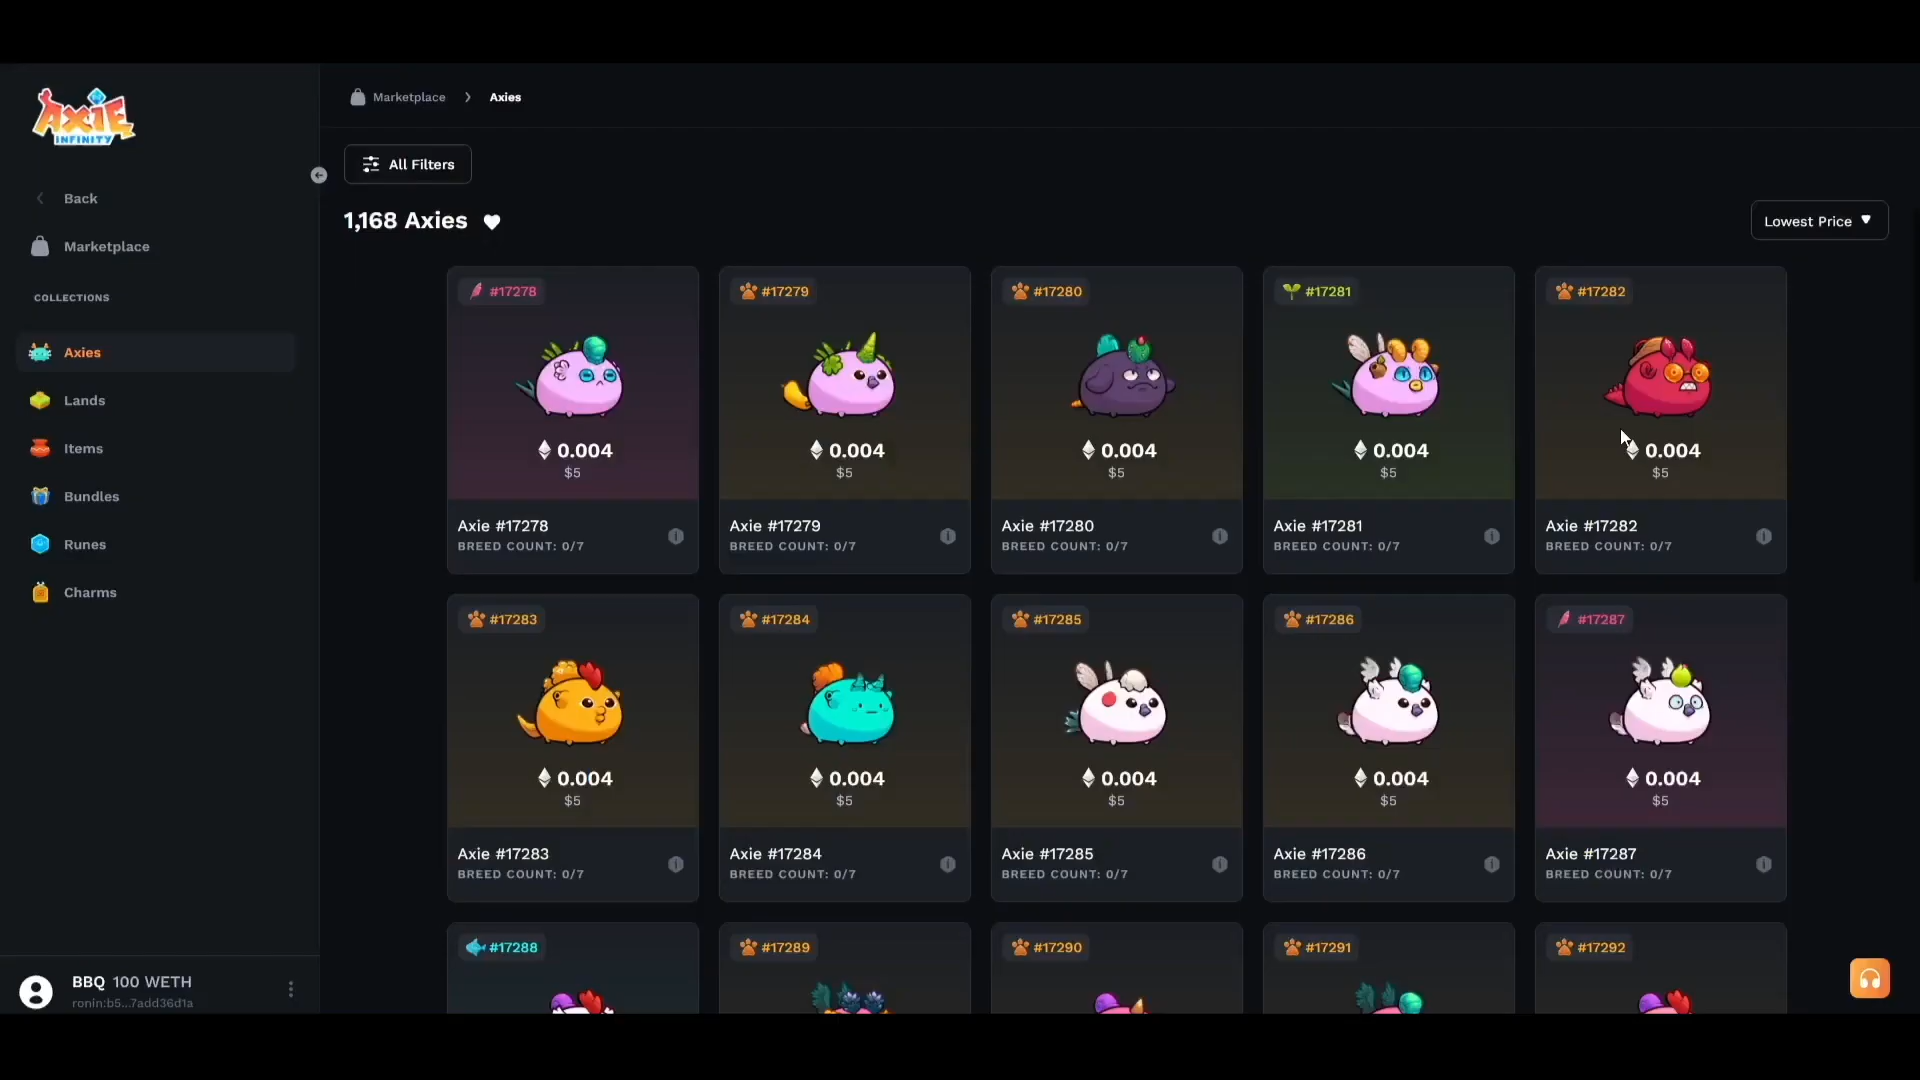 AXIE
INFINITY
Back
Marketplace
COLLECTIONS
Axies
Lands
Items
Bundles
Runes
Charms
BBQ 100 WETH
ronin:b5...7add36d1a
Marketplace > Axies
All Filters
1,168 Axies
Lowest Price
#17278 #17279 #17280 #17281 #17282
0.004 0.004 0.004 0.004 0.004
$5 $5 $5 $5 $5
Axie #17278 Axie #17279 Axie #17280 Axie #17281 Axie #17282
BREED COUNT: 0/7 BREED COUNT: 0/7 BREED COUNT: 0/7 BREED COUNT: 0/7 BREED COUNT: 0/7
#17283 #17284 #17285 #17286 #17287
0.004 0.004 0.004 0.004 0.004
$5 $5 $5 $5 $5
Axie #17283 Axie #17284 Axie #17285 Axie #17286 Axie #17287
BREED COUNT: 0/7 BREED COUNT: 0/7 BREED COUNT: 0/7 BREED COUNT: 0/7 BREED COUNT: 0/7
#17288 #17289 #17290 #17291 #17292